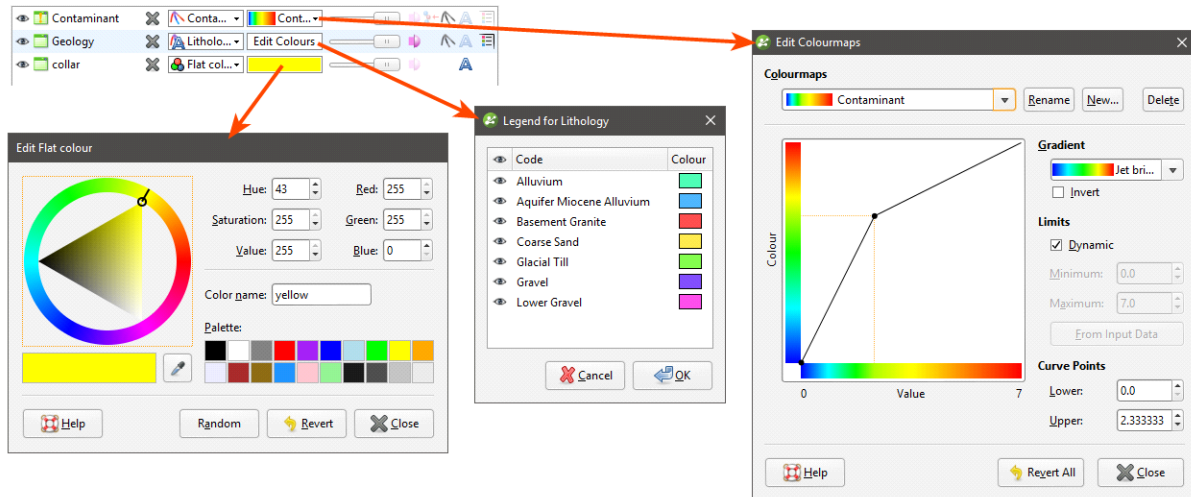 Contaminant Conta... Cont...
Geology Litholo... Edit Colours
collar Flat col...
Edit Flat colour
Hue: 43 Red: 255
Saturation: 255 Green: 255
Value: 255 Blue: 0
Color name: yellow
Palette:
Help Random Revert Close
Legend for Lithology
Code Colour
Alluvium
Aquifer Miocene Alluvium
Basement Granite
Coarse Sand
Glacial Till
Gravel
Lower Gravel
Cancel OK
Edit Colourmaps
Colourmaps
Contaminant Rename New... Delete
Gradient
Jet bri...
Invert
Limits
Dynamic
Minimum: 0.0
Maximum: 7.0
From Input Data
Curve Points
Lower: 0.0
Upper: 2.333333
Colour
0 Value 7
Help Revert All Close